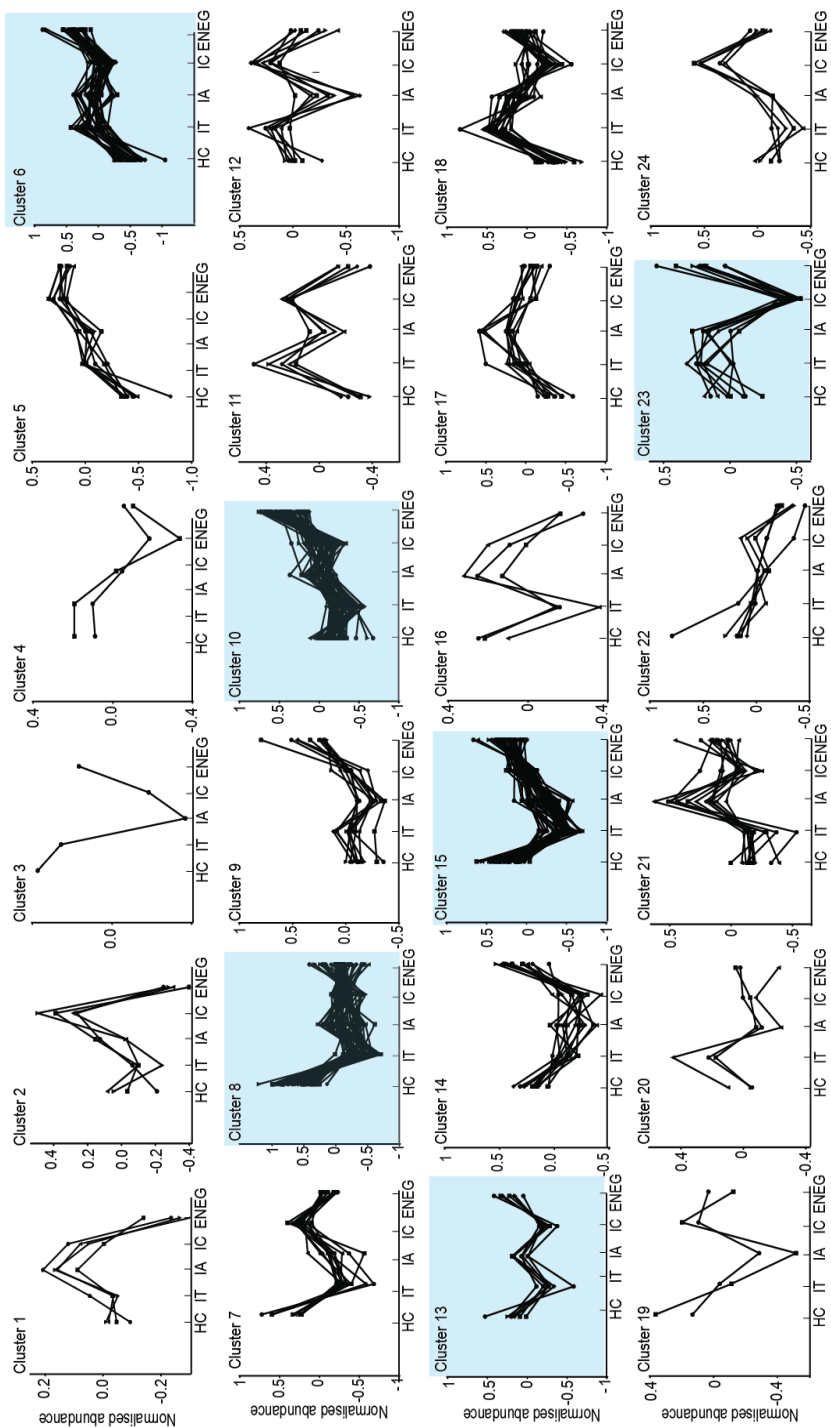 Normalised abundance
Cluster 1
0.2
0.0
-0.2
HC IT IA IC ENEG
Cluster 2
0.4
0.2
0.0
-0.2
-0.4
HC IT IA IC ENEG
Cluster 3
0.0
HC IT IA IC ENEG
Cluster 4
0.4
0.0
-0.4
HC IT IA IC ENEG
Cluster 5
0.5
0.0
-0.5
-1.0
HC IT IA IC ENEG
Cluster 6
1
0.5
0
-0.5
-1
HC IT IA IC ENEG
Normalised abundance
Cluster 7
1
0.5
0
-0.5
-1
HC IT IA IC ENEG
Cluster 8
1
0.5
0
-0.5
-1
HC IT IA IC ENEG
Cluster 9
1
0.5
0.0
-0.5
HC IT IA IC ENEG
Cluster 10
1
0.5
0
-0.5
-1
HC IT IA IC ENEG
Cluster 11
0.4
0
-0.4
HC IT IA IC ENEG
Cluster 12
0.5
0
-0.5
-1
HC IT IA IC ENEG
Normalised abundance
Cluster 13
1
0.5
0
-0.5
-1
HC IT IA IC ENEG
Cluster 14
1
0.5
0.0
-0.5
HC IT IA IC ENEG
Cluster 15
1
0.5
0
-0.5
-1
HC IT IA IC ENEG
Cluster 16
0.4
0
-0.4
HC IT IA IC ENEG
Cluster 17
1
0.5
0
-0.5
HC IT IA IC ENEG
Cluster 18
1
0.5
0
-0.5
-1
HC IT IA IC ENEG
Normalised abundance
Cluster 19
0.4
0
-0.4
HC IT IA IC ENEG
Cluster 20
0.4
0
-0.4
HC IT IA IC ENEG
Cluster 21
0.5
0
-0.5
HC IT IA IC ENEG
Cluster 22
1
0.5
0
-0.5
HC IT IA IC ENEG
Cluster 23
0.5
0
-0.5
HC IT IA IC ENEG
Cluster 24
1
0.5
0
-0.5
HC IT IA IC ENEG